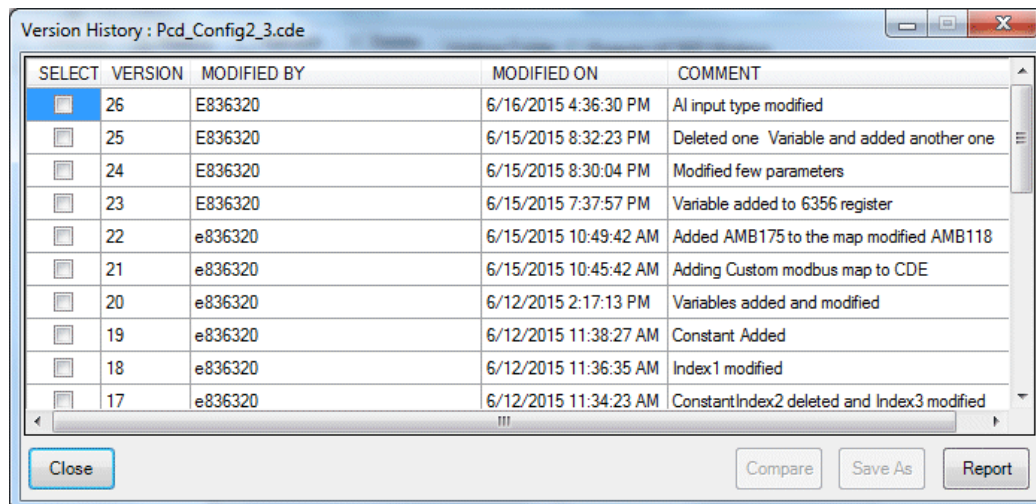 Version History : Pcd_Config2_3.cde
SELECT VERSION MODIFIED BY MODIFIED ON COMMENT
26 E836320 6/16/2015 4:36:30 PM AI input type modified
25 E836320 6/15/2015 8:32:23 PM Deleted one  Variable and added another one
24 E836320 6/15/2015 8:30:04 PM Modified few parameters
23 E836320 6/15/2015 7:37:57 PM Variable added to 6356 register
22 e836320 6/15/2015 10:49:42 AM Added AMB175 to the map modified AMB118
21 e836320 6/15/2015 10:45:42 AM Adding Custom modbus map to CDE
20 e836320 6/12/2015 2:17:13 PM Variables added and modified
19 e836320 6/12/2015 11:38:27 AM Constant Added
18 e836320 6/12/2015 11:36:35 AM Index1 modified
17 e836320 6/12/2015 11:34:23 AM ConstantIndex2 deleted and Index3 modified
Close Compare Save As Report